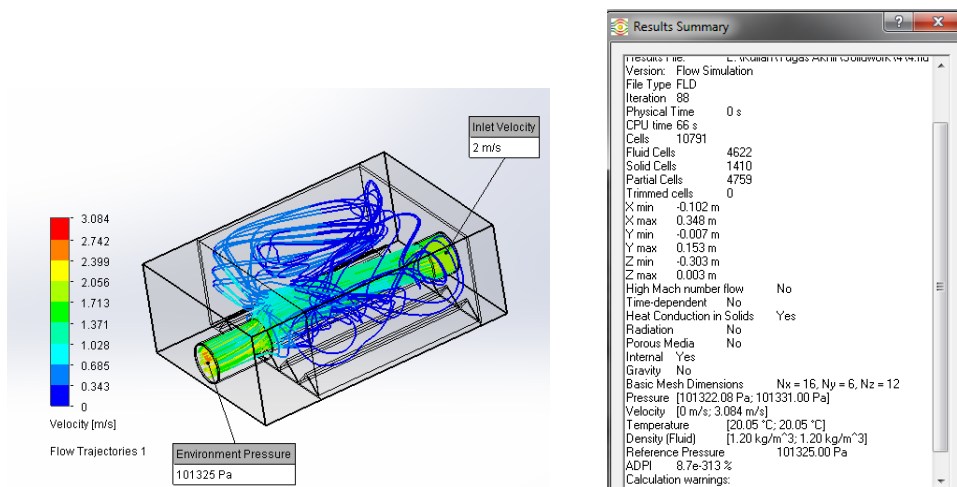 Inlet Velocity
2 m/s
3.084
2.742
2.399
2.056
1.713
1.371
1.028
0.685
0.343
0
Velocity [m/s]
Flow Trajectories 1
Environment Pressure
101325 Pa
Results Summary
Version: Flow Simulation
File Type FLD
Iteration 88
Physical Time 0 s
CPU time 66 s
Cells 10791
Fluid Cells 4622
Solid Cells 1410
Partial Cells 4759
Trimmed cells 0
X min -0.102 m
X max 0.348 m
Y min -0.007 m
Y max 0.153 m
Z min -0.303 m
Z max 0.003 m
High Mach number flow No
Time-dependent No
Heat Conduction in Solids Yes
Radiation No
Porous Media No
Internal Yes
Gravity No
Basic Mesh Dimensions Nx = 16, Ny = 6, Nz = 12
Pressure [101322.08 Pa; 101331.00 Pa]
Velocity [0 m/s; 3.084 m/s]
Temperature [20.05 °C; 20.05 °C]
Density (Fluid) [1.20 kg/m^3; 1.20 kg/m^3]
Reference Pressure 101325.00 Pa
ADPI 8.7e-313 %
Calculation warnings: